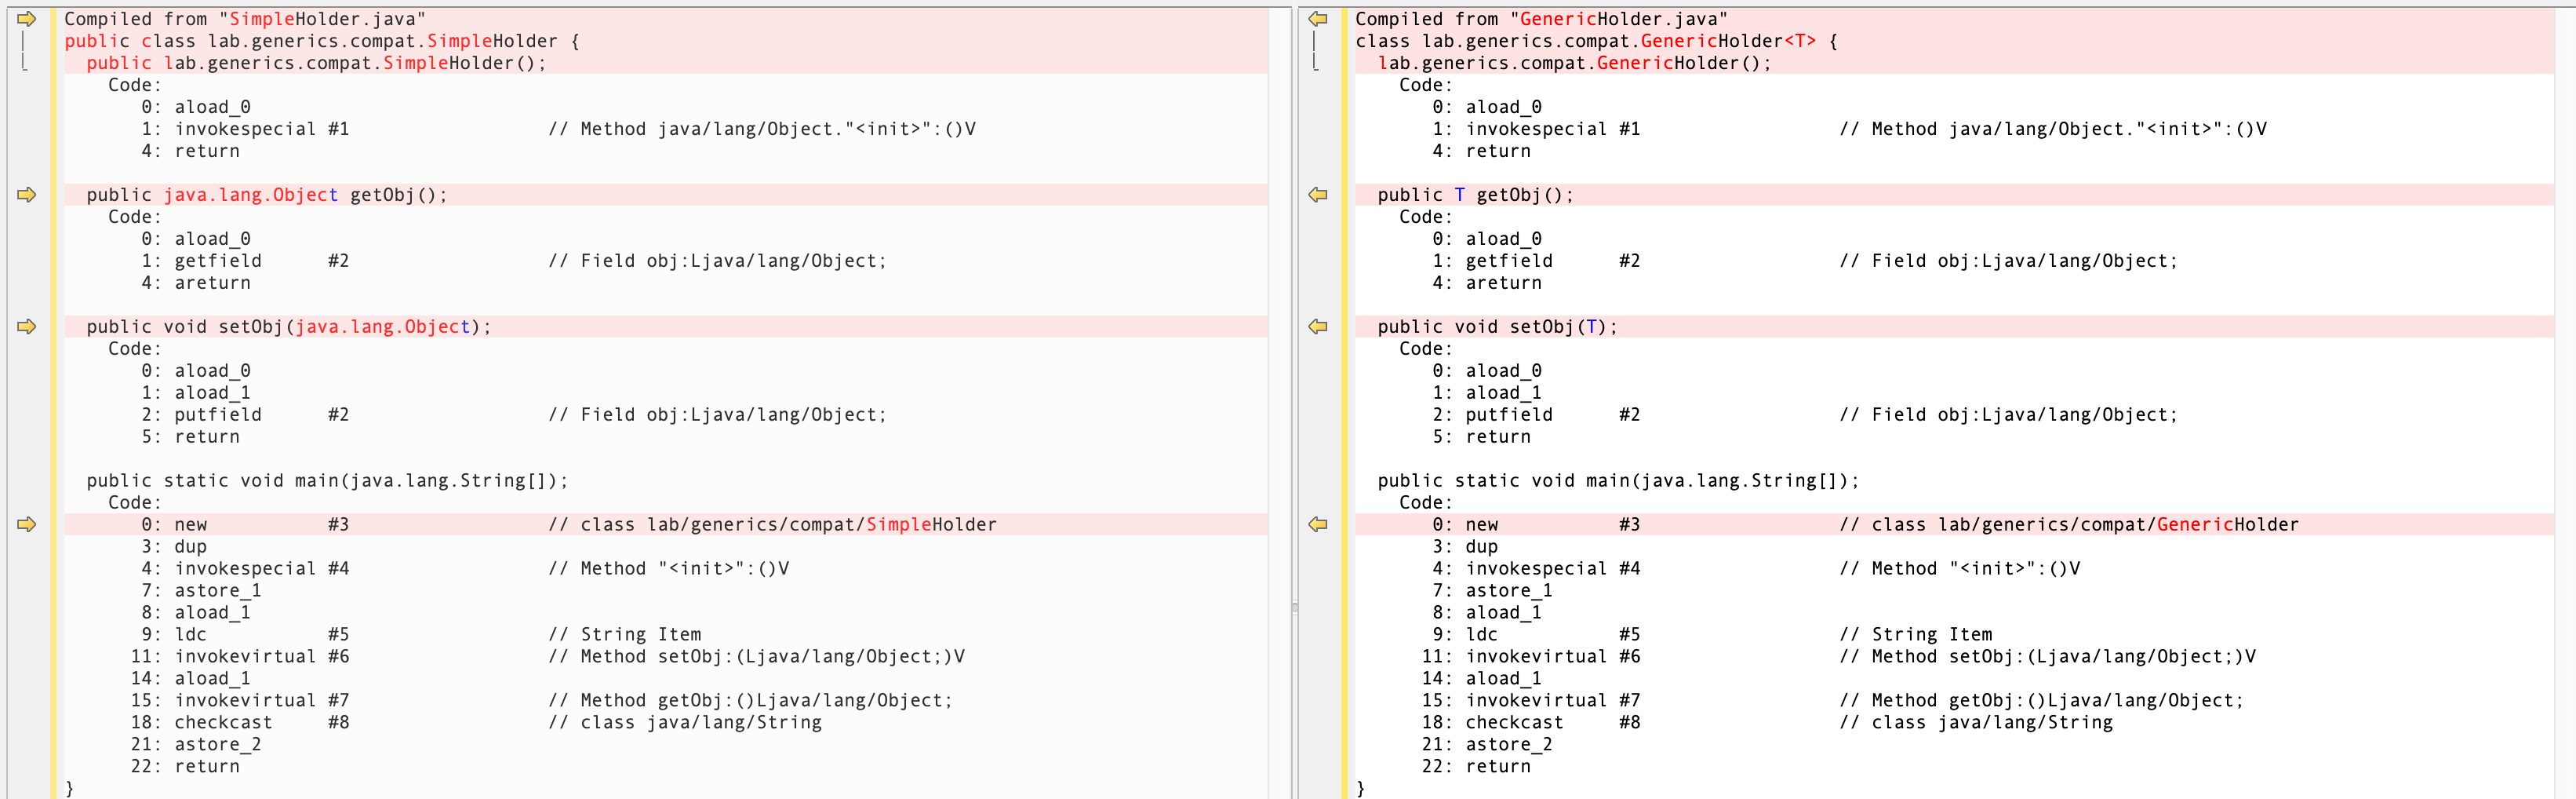 Compiled from "SimpleHolder.java"
public class lab.generics.compat.SimpleHolder {
  public lab.generics.compat.SimpleHolder();
    Code:
       0: aload_0
       1: invokespecial #1                  // Method java/lang/Object."<init>":()V
       4: return

  public java.lang.Object getObj();
    Code:
       0: aload_0
       1: getfield      #2                  // Field obj:Ljava/lang/Object;
       4: areturn

  public void setObj(java.lang.Object);
    Code:
       0: aload_0
       1: aload_1
       2: putfield      #2                  // Field obj:Ljava/lang/Object;
       5: return

  public static void main(java.lang.String[]);
    Code:
       0: new           #3                  // class lab/generics/compat/SimpleHolder
       3: dup
       4: invokespecial #4                  // Method "<init>":()V
       7: astore_1
       8: aload_1
       9: ldc           #5                  // String Item
      11: invokevirtual #6                  // Method setObj:(Ljava/lang/Object;)V
      14: aload_1
      15: invokevirtual #7                  // Method getObj:()Ljava/lang/Object;
      18: checkcast     #8                  // class java/lang/String
      21: astore_2
      22: return
}
Compiled from "GenericHolder.java"
class lab.generics.compat.GenericHolder<T> {
  lab.generics.compat.GenericHolder();
    Code:
       0: aload_0
       1: invokespecial #1                  // Method java/lang/Object."<init>":()V
       4: return

  public T getObj();
    Code:
       0: aload_0
       1: getfield      #2                  // Field obj:Ljava/lang/Object;
       4: areturn

  public void setObj(T);
    Code:
       0: aload_0
       1: aload_1
       2: putfield      #2                  // Field obj:Ljava/lang/Object;
       5: return

  public static void main(java.lang.String[]);
    Code:
       0: new           #3                  // class lab/generics/compat/GenericHolder
       3: dup
       4: invokespecial #4                  // Method "<init>":()V
       7: astore_1
       8: aload_1
       9: ldc           #5                  // String Item
      11: invokevirtual #6                  // Method setObj:(Ljava/lang/Object;)V
      14: aload_1
      15: invokevirtual #7                  // Method getObj:()Ljava/lang/Object;
      18: checkcast     #8                  // class java/lang/String
      21: astore_2
      22: return
}